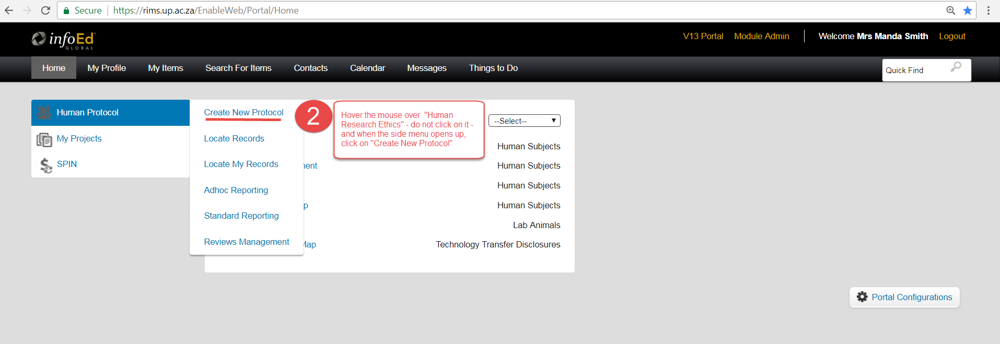 Secure https://rims.up.ac.za/EnableWeb/Portal/Home
infoEd
GLOBAL
V13 Portal Module Admin Welcome Mrs Manda Smith Logout
Home My Profile My Items Search For Items Contacts Calendar Messages Things to Do
Quick Find
Human Protocol
My Projects
SPIN
Create New Protocol
Locate Records
Locate My Records
Adhoc Reporting
Standard Reporting
Reviews Management
2
Hover the mouse over "Human
Research Ethics" - do not click on it -
and when the side menu opens up,
click on "Create New Protocol"
--Select--
Human Subjects
Human Subjects
Human Subjects
Human Subjects
Lab Animals
Map Technology Transfer Disclosures
Portal Configurations